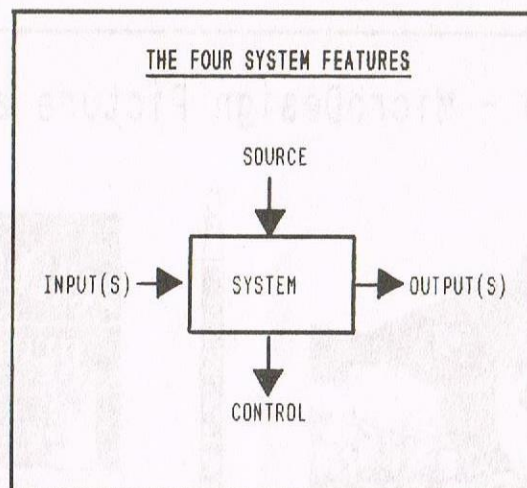 THE FOUR SYSTEM FEATURES
SOURCE
INPUT(S) SYSTEM OUTPUT(S)
CONTROL